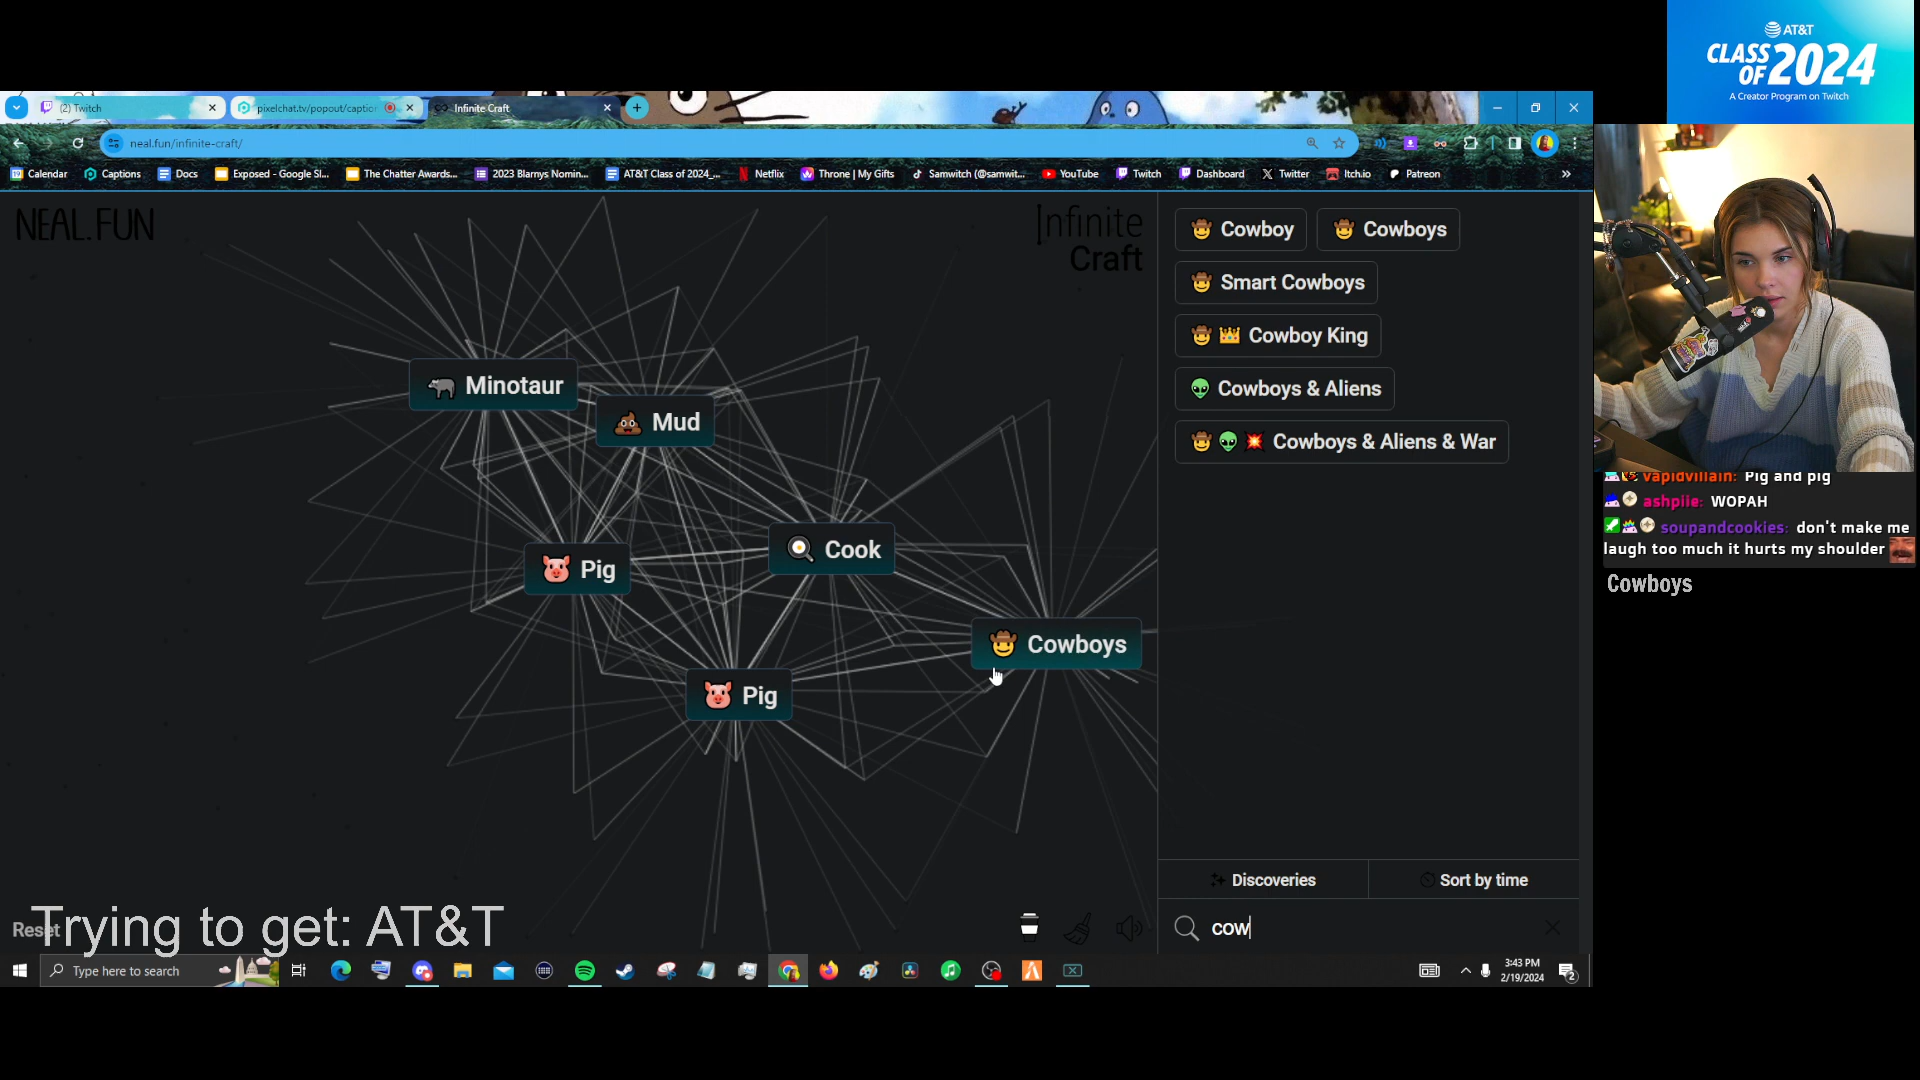 AT&T
CLASS
OF 2024
A Creator Program on Twitch
(2) Twitch
pixelchat.tv/popout/captio
Infinite Craft
neal.fun/infinite-craft/
Calendar
Captions
Docs
Exposed - Google Sl...
The Chatter Awards...
2023 Blarnys Nomin...
AT&T Class of 2024_...
Netflix
Throne | My Gifts
Samwitch (@samwit...
YouTube
Twitch
Dashboard
Twitter
Itch.io
Patreon
NEAL.FUN
Infinite
Craft
Cowboy
Cowboys
Smart Cowboys
Cowboy King
Cowboys & Aliens
Cowboys & Aliens & War
Minotaur
Mud
Cook
Pig
Cowboys
Pig
vapidvillain: Pig and pig
ashpiie: WOPAH
soupandcookies: don't make me
laugh too much it hurts my shoulder
Cowboys
Discoveries
Sort by time
cow
Reset
Trying to get: AT&T
Type here to search
3:43 PM
2/19/2024
2